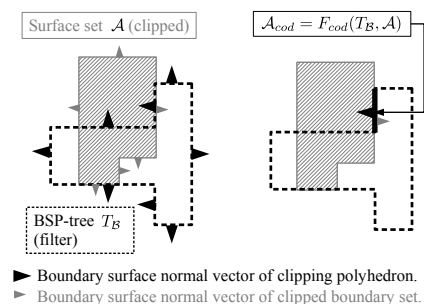 Surface set 𝒜 (clipped)
𝒜_cod = F_cod(T_ℬ, 𝒜)
BSP-tree T_ℬ
(filter)
Boundary surface normal vector of clipping polyhedron.
Boundary surface normal vector of clipped boundary set.